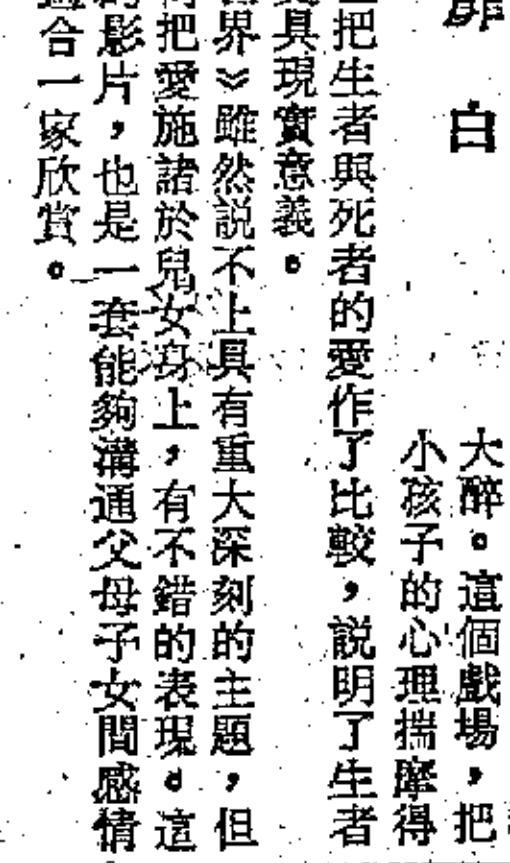 白
大醉。這個戲場，把
小孩子的心理揣摩得
把生者與死者的愛作了比較，説明了生者
具現實意義。
界》雖然説不上具有重大深刻的主題，但
把愛施諸於兒女身上，有不錯的表現。這
影片，也是一套能夠溝通父母子女間感情
合一家欣賞。